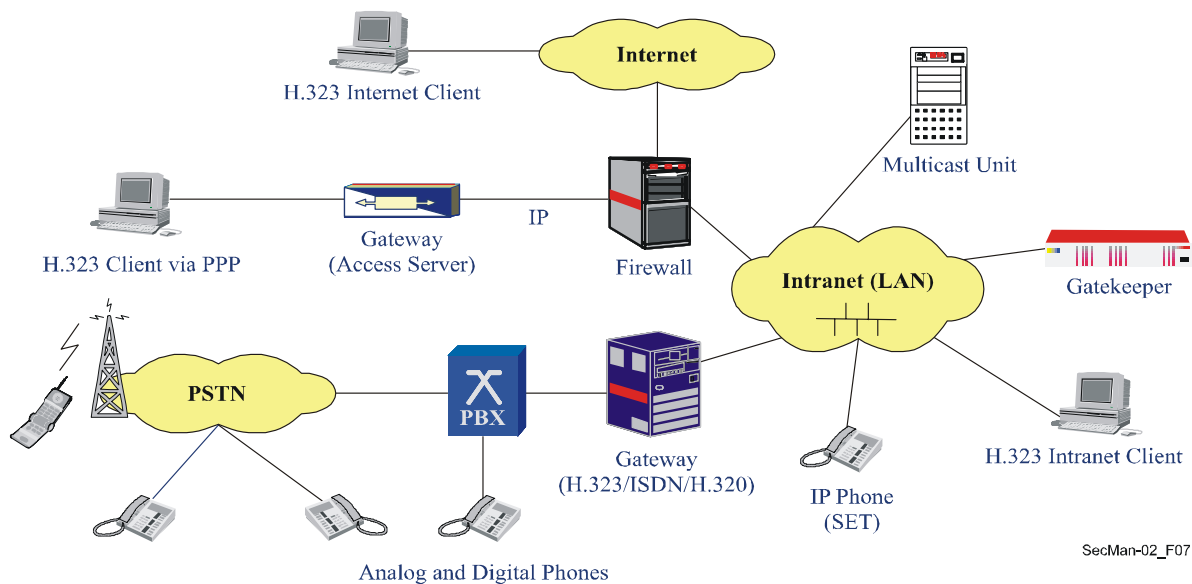 Internet
H.323 Internet Client
Multicast Unit
IP
H.323 Client via PPP
Gateway
(Access Server)
Firewall
Intranet (LAN)
Gatekeeper
PSTN
PBX
Gateway
(H.323/ISDN/H.320)
IP Phone
(SET)
H.323 Intranet Client
Analog and Digital Phones
SecMan-02_F07